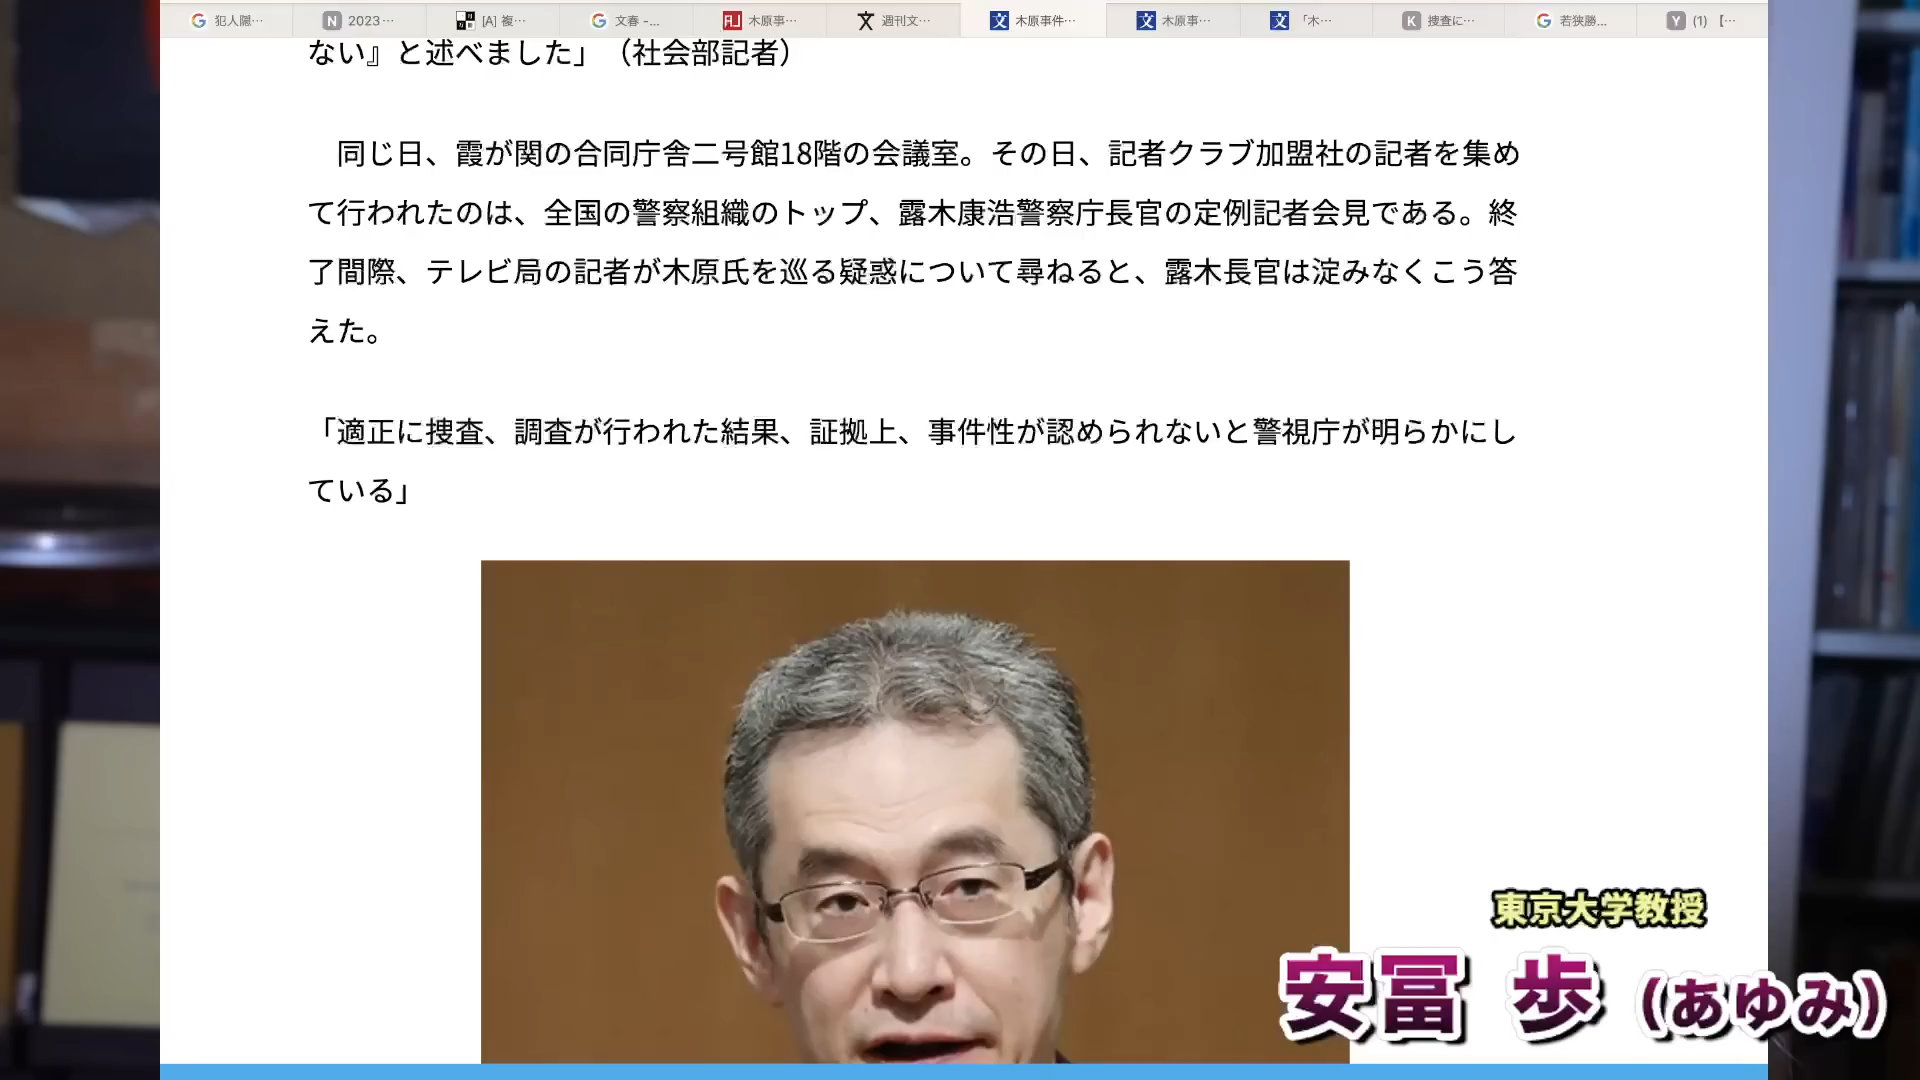 犯人隠…
2023…
[A] 複…
文春 -...
木原事…
週刊文…
木原事件…
木原事…
「木…
捜査に…
若狭勝...
(1) […
ない』と述べました」（社会部記者）
同じ日、霞が関の合同庁舎二号館18階の会議室。その日、記者クラブ加盟社の記者を集め
て行われたのは、全国の警察組織のトップ、露木康浩警察庁長官の定例記者会見である。終
了間際、テレビ局の記者が木原氏を巡る疑惑について尋ねると、露木長官は淀みなくこう答
えた。
「適正に捜査、調査が行われた結果、証拠上、事件性が認められないと警視庁が明らかにし
ている」
東京大学教授
安冨 歩（あゆみ）